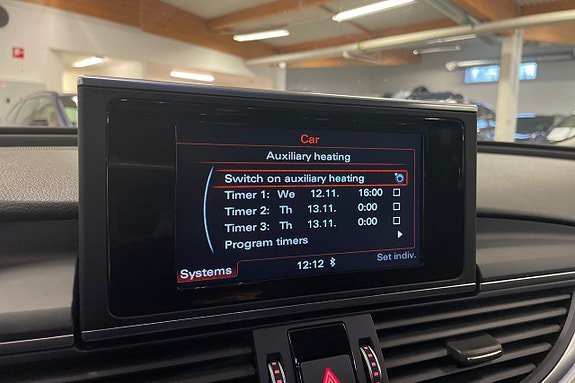 Car
Auxiliary heating
Switch on auxiliary heating
Timer 1: We 12.11. 16:00
Timer 2: Th 13.11. 0:00
Timer 3: Th 13.11. 0:00
Program timers
12:12
Set indiv.
Systems